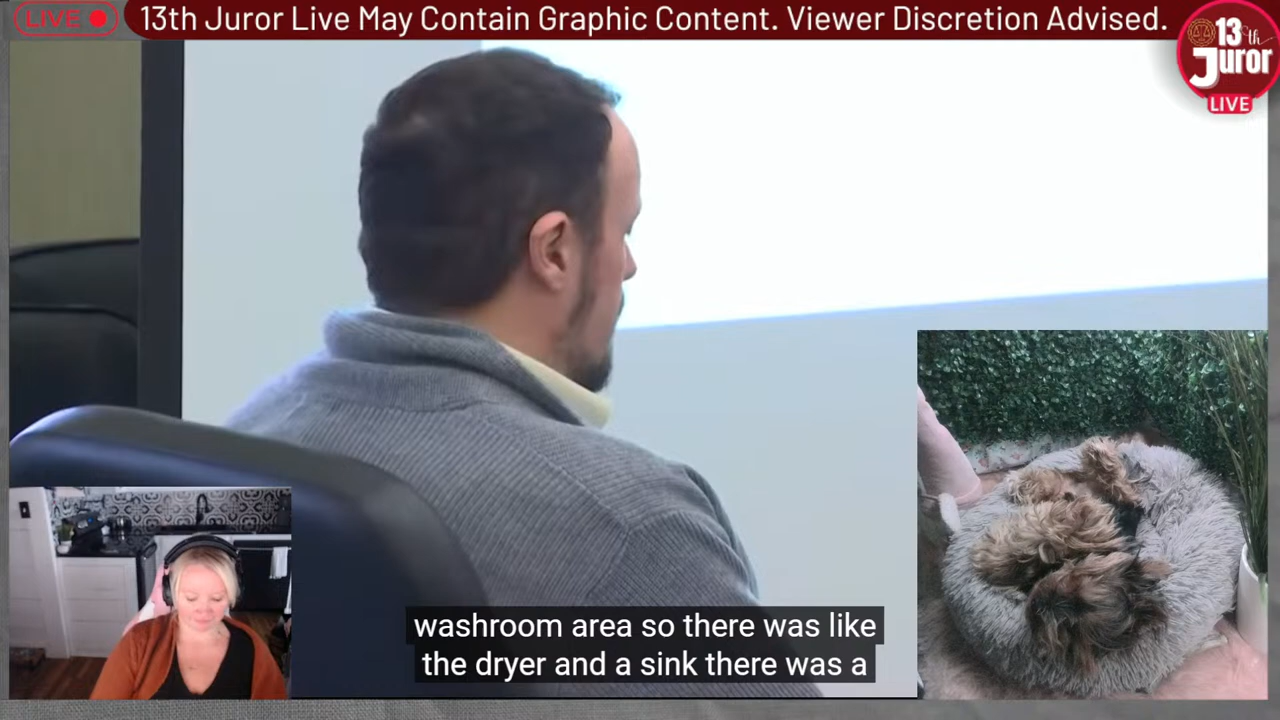 LIVE
13th Juror Live May Contain Graphic Content. Viewer Discretion Advised.
13th
Juror
LIVE
washroom area so there was like
the dryer and a sink there was a